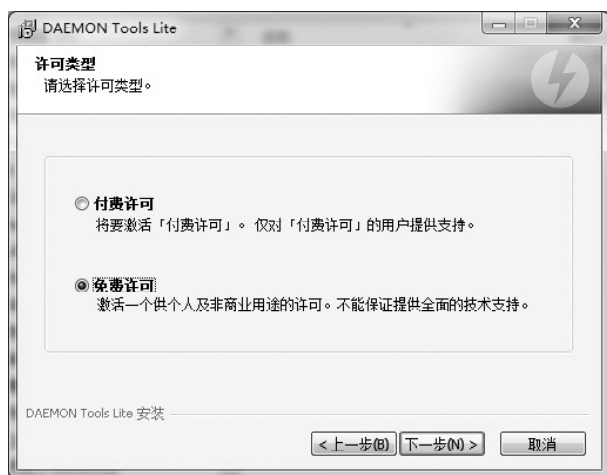 DAEMON Tools Lite
许可类型
请选择许可类型。
付费许可
将要激活「付费许可」。仅对「付费许可」的用户提供支持。
免费许可
激活一个供个人及非商业用途的许可。不能保证提供全面的技术支持。
DAEMON Tools Lite 安装
<上一步(B)
下一步(N)>
取消